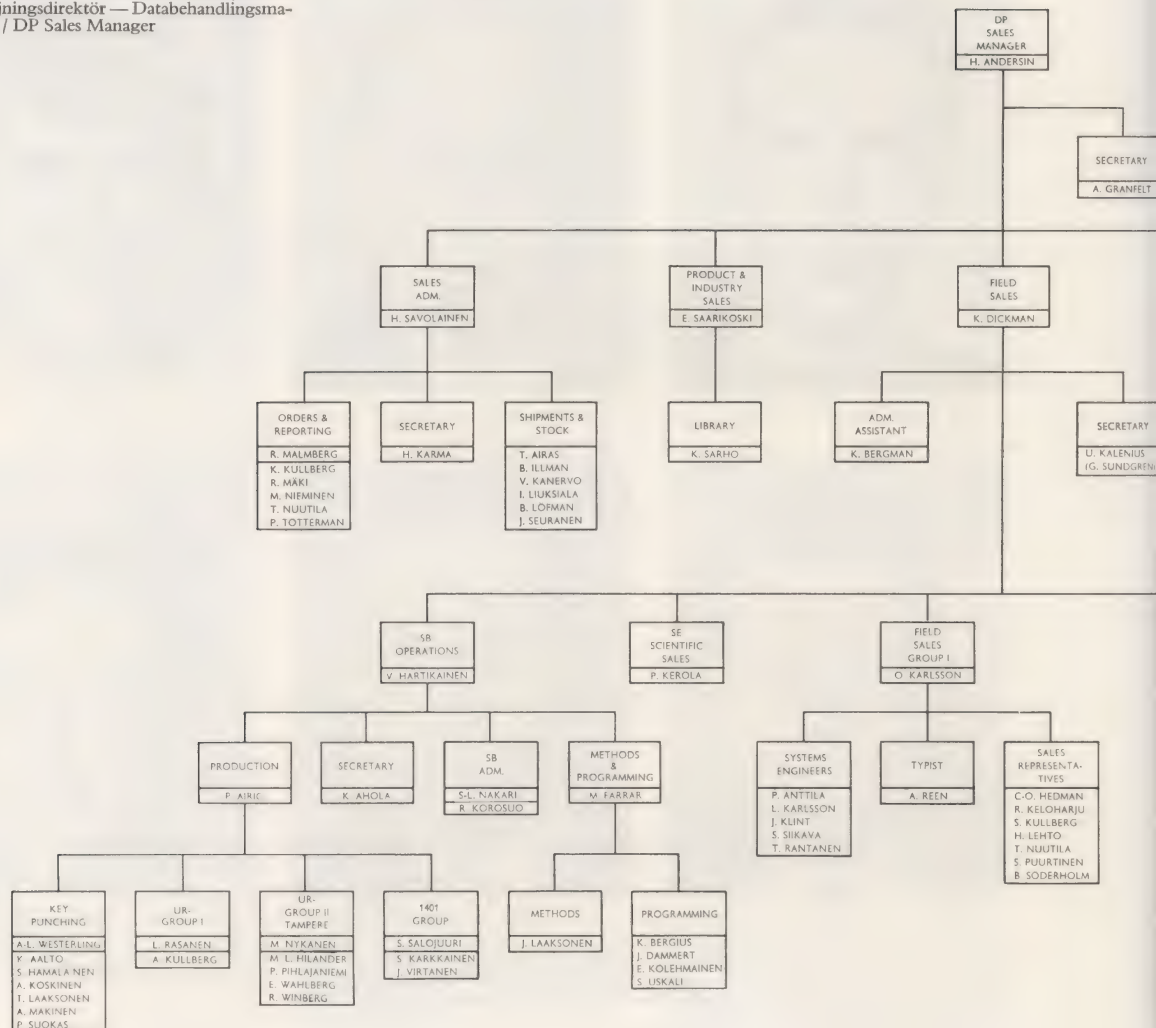 ningsdirektör — Databehandlingsma-
/ DP Sales Manager
DP
SALES
MANAGER
H. ANDERSIN
SECRETARY
A. GRANFELT
SALES
ADM.
H. SAVOLAINEN
PRODUCT &
INDUSTRY
SALES
E. SAARIKOSKI
FIELD
SALES
K. DICKMAN
ORDERS &
REPORTING
R. MALMBERG
K. KULLBERG
R. MÄKI
M. NIEMINEN
T. NUUTILA
P. TOTTERMAN
SECRETARY
H. KARMA
SHIPMENTS &
STOCK
T. AIRAS
B. ILLMAN
V. KANERVO
I. LIUKSIALA
B. LOFMAN
J. SEURANEN
LIBRARY
K. SARHO
ADM.
ASSISTANT
K. BERGMAN
SECRETARY
U. KALENIUS
(G. SUNDGREN)
SB
OPERATIONS
V. HARTIKAINEN
SE
SCIENTIFIC
SALES
P. KEROLA
FIELD
SALES
GROUP I
O. KARLSSON
PRODUCTION
P. AIRIC
SECRETARY
K. AHOLA
SB
ADM.
S-L. NAKARI
R. KOROSUO
METHODS
&
PROGRAMMING
M. FARRAR
SYSTEMS
ENGINEERS
P. ANTTILA
L. KARLSSON
J. KLINT
S. SIIKAVA
T. RANTANEN
TYPIST
A. REEN
SALES
REPRESENTA-
TIVES
C-O. HEDMAN
R. KELOHARJU
S. KULLBERG
H. LEHTO
T. NUUTILA
S. PUURTINEN
B. SODERHOLM
KEY
PUNCHING
A-L. WESTERLING
Y. AALTO
S. HAMALA NEN
A. KOSKINEN
T. LAAKSONEN
A. MAKINEN
P. SUOKAS
UR-
GROUP I
L. RASANEN
A. KULLBERG
UR-
GROUP II
TAMPERE
M. NYKANEN
M. L. HILANDER
P. PIHLAJANIEMI
E. WAHLBERG
R. WINBERG
1401
GROUP
S. SALOJUURI
S. KARKKAINEN
J. VIRTANEN
METHODS
J. LAAKSONEN
PROGRAMMING
K. BERGIUS
J. DAMMERT
E. KOLEHMAINEN
S. USKALI